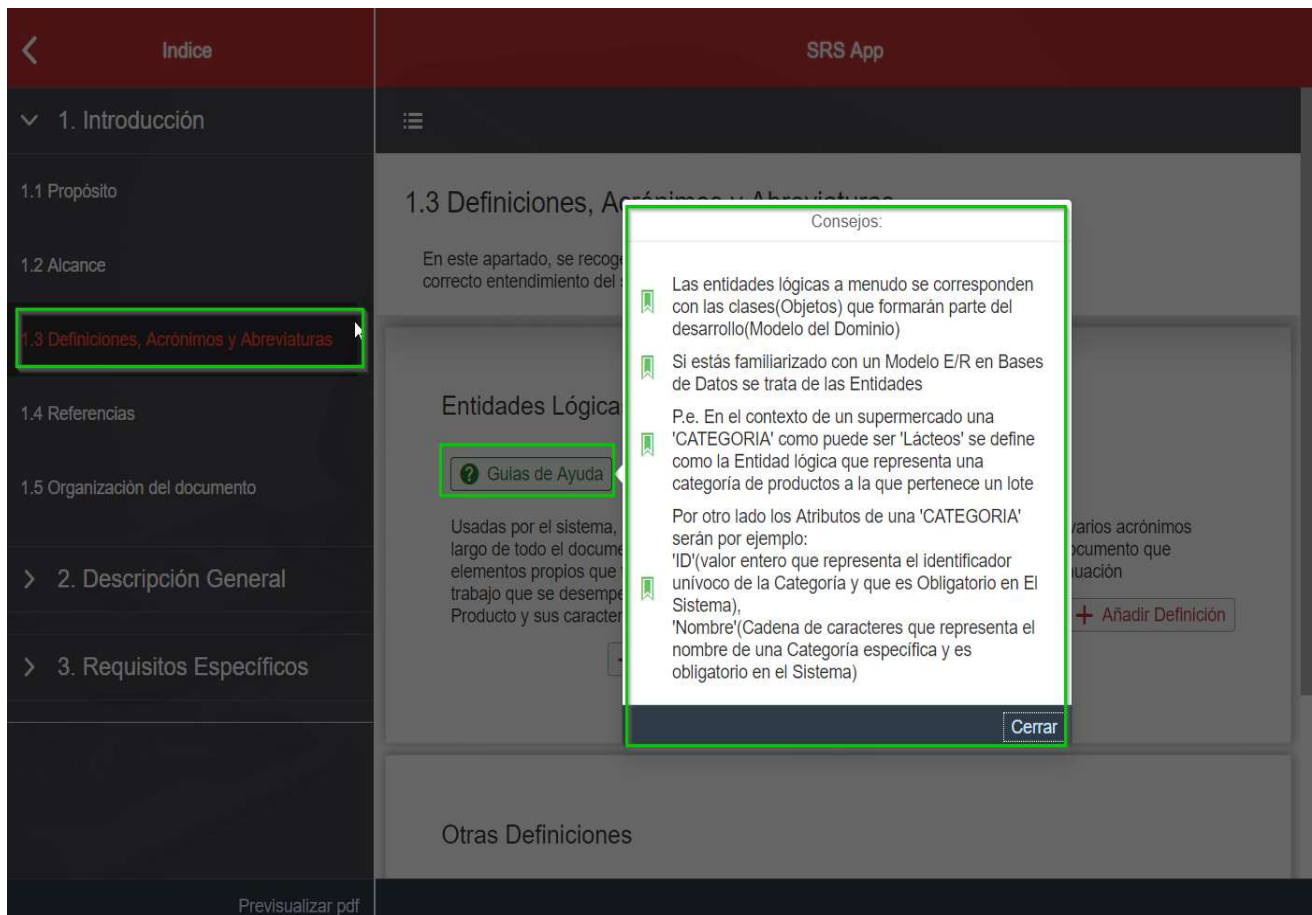 Indice
SRS App
1. Introducción
1.1 Propósito
1.2 Alcance
1.3 Definiciones, Acrónimos y Abreviaturas
1.4 Referencias
1.5 Organización del documento
2. Descripción General
3. Requisitos Específicos
Previsualizar pdf
1.3 Definiciones, Acrónimos y Abreviaturas
En este apartado, se recoge
correcto entendimiento del
Entidades Lógica
Guias de Ayuda
Usadas por el sistema,
largo de todo el docume
elementos propios que
trabajo que se desempe
Producto y sus caracter
varios acrónimos
ocumento que
uación
Añadir Definición
Consejos:
Las entidades lógicas a menudo se corresponden
con las clases(Objetos) que formarán parte del
desarrollo(Modelo del Dominio)
Si estás familiarizado con un Modelo E/R en Bases
de Datos se trata de las Entidades
P.e. En el contexto de un supermercado una
'CATEGORIA' como puede ser 'Lácteos' se define
como la Entidad lógica que representa una
categoría de productos a la que pertenece un lote
Por otro lado los Atributos de una 'CATEGORIA'
serán por ejemplo:
'ID'(valor entero que representa el identificador
unívoco de la Categoría y que es Obligatorio en El
Sistema),
'Nombre'(Cadena de caracteres que representa el
nombre de una Categoría específica y es
obligatorio en el Sistema)
Cerrar
Otras Definiciones